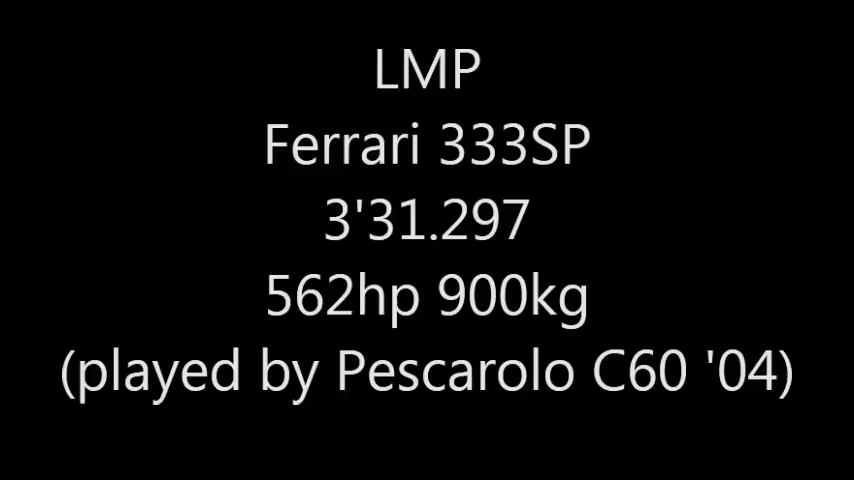 LMP
Ferrari 333SP
3'31.297
562hp 900kg
(played by Pescarolo C60 '04)